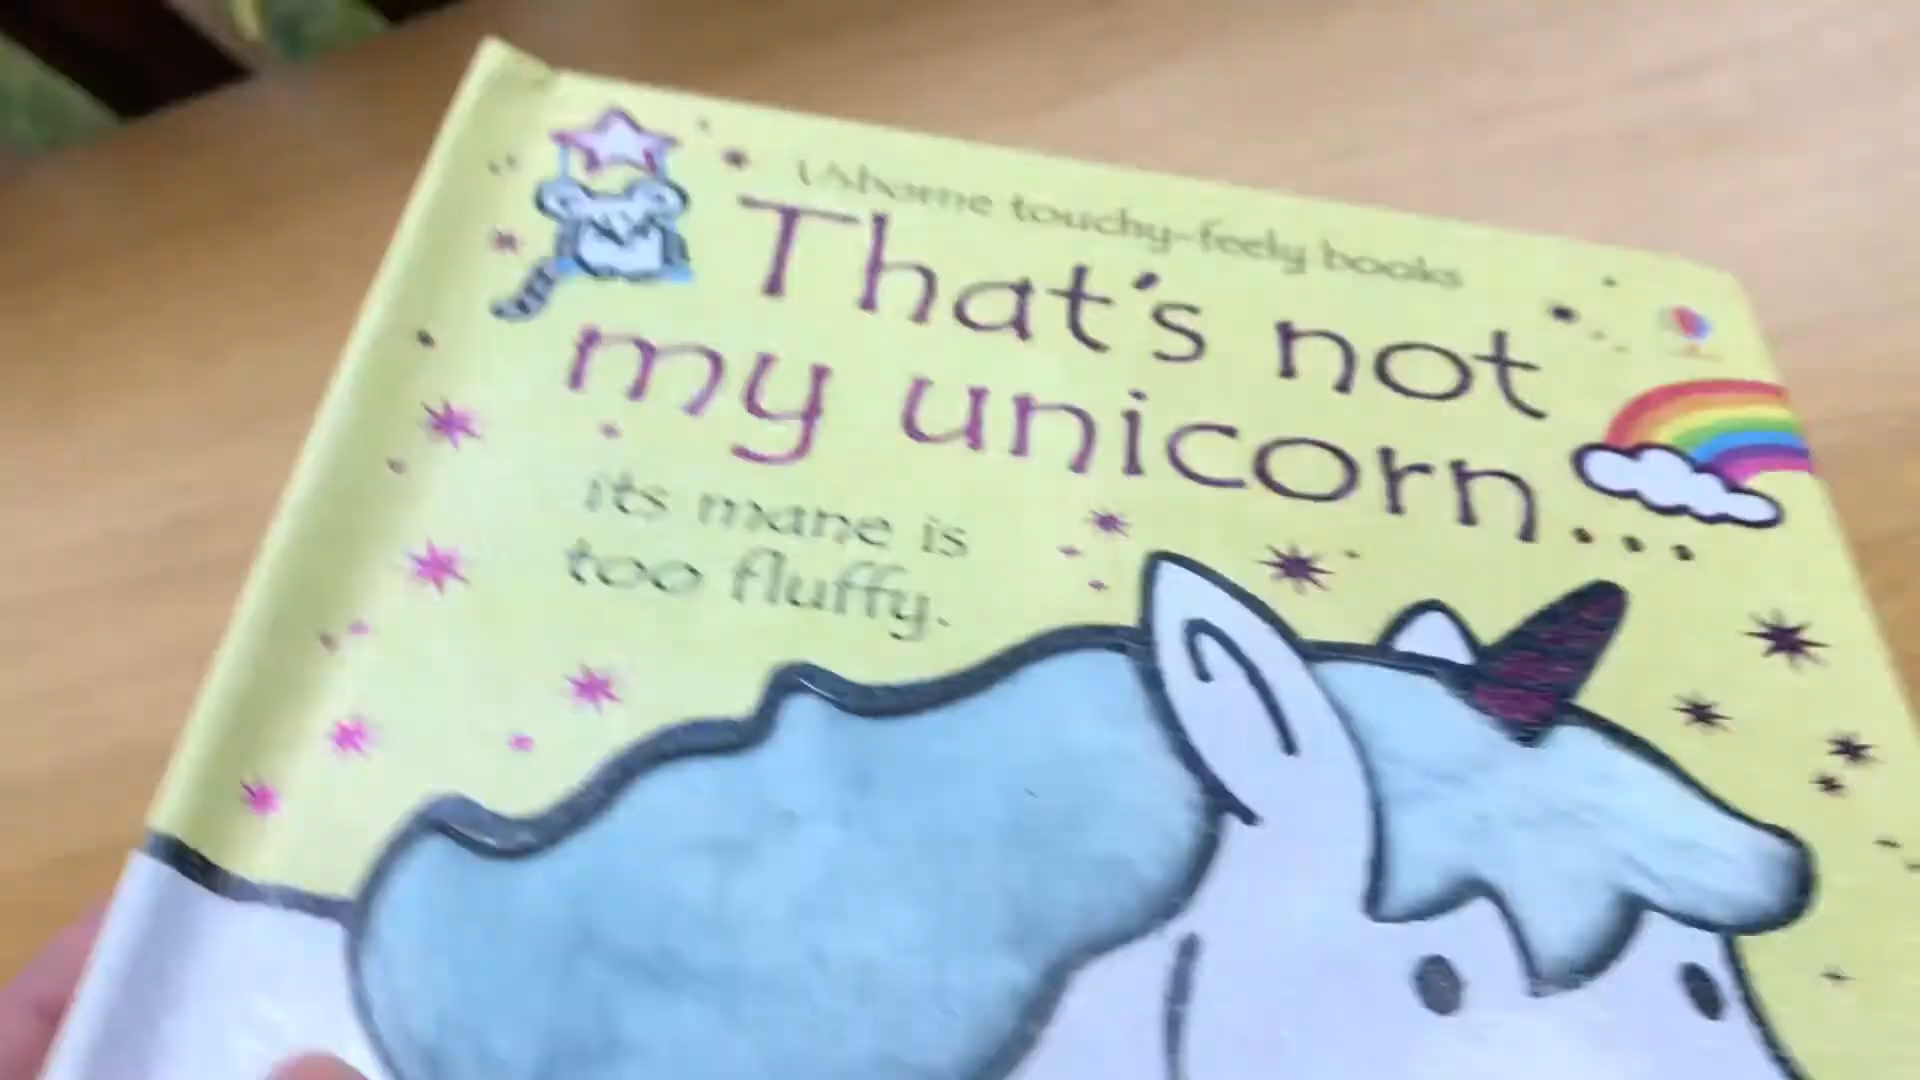 Usborne touchy-feely books
That's not
my unicorn...
its mane is
too fluffy.